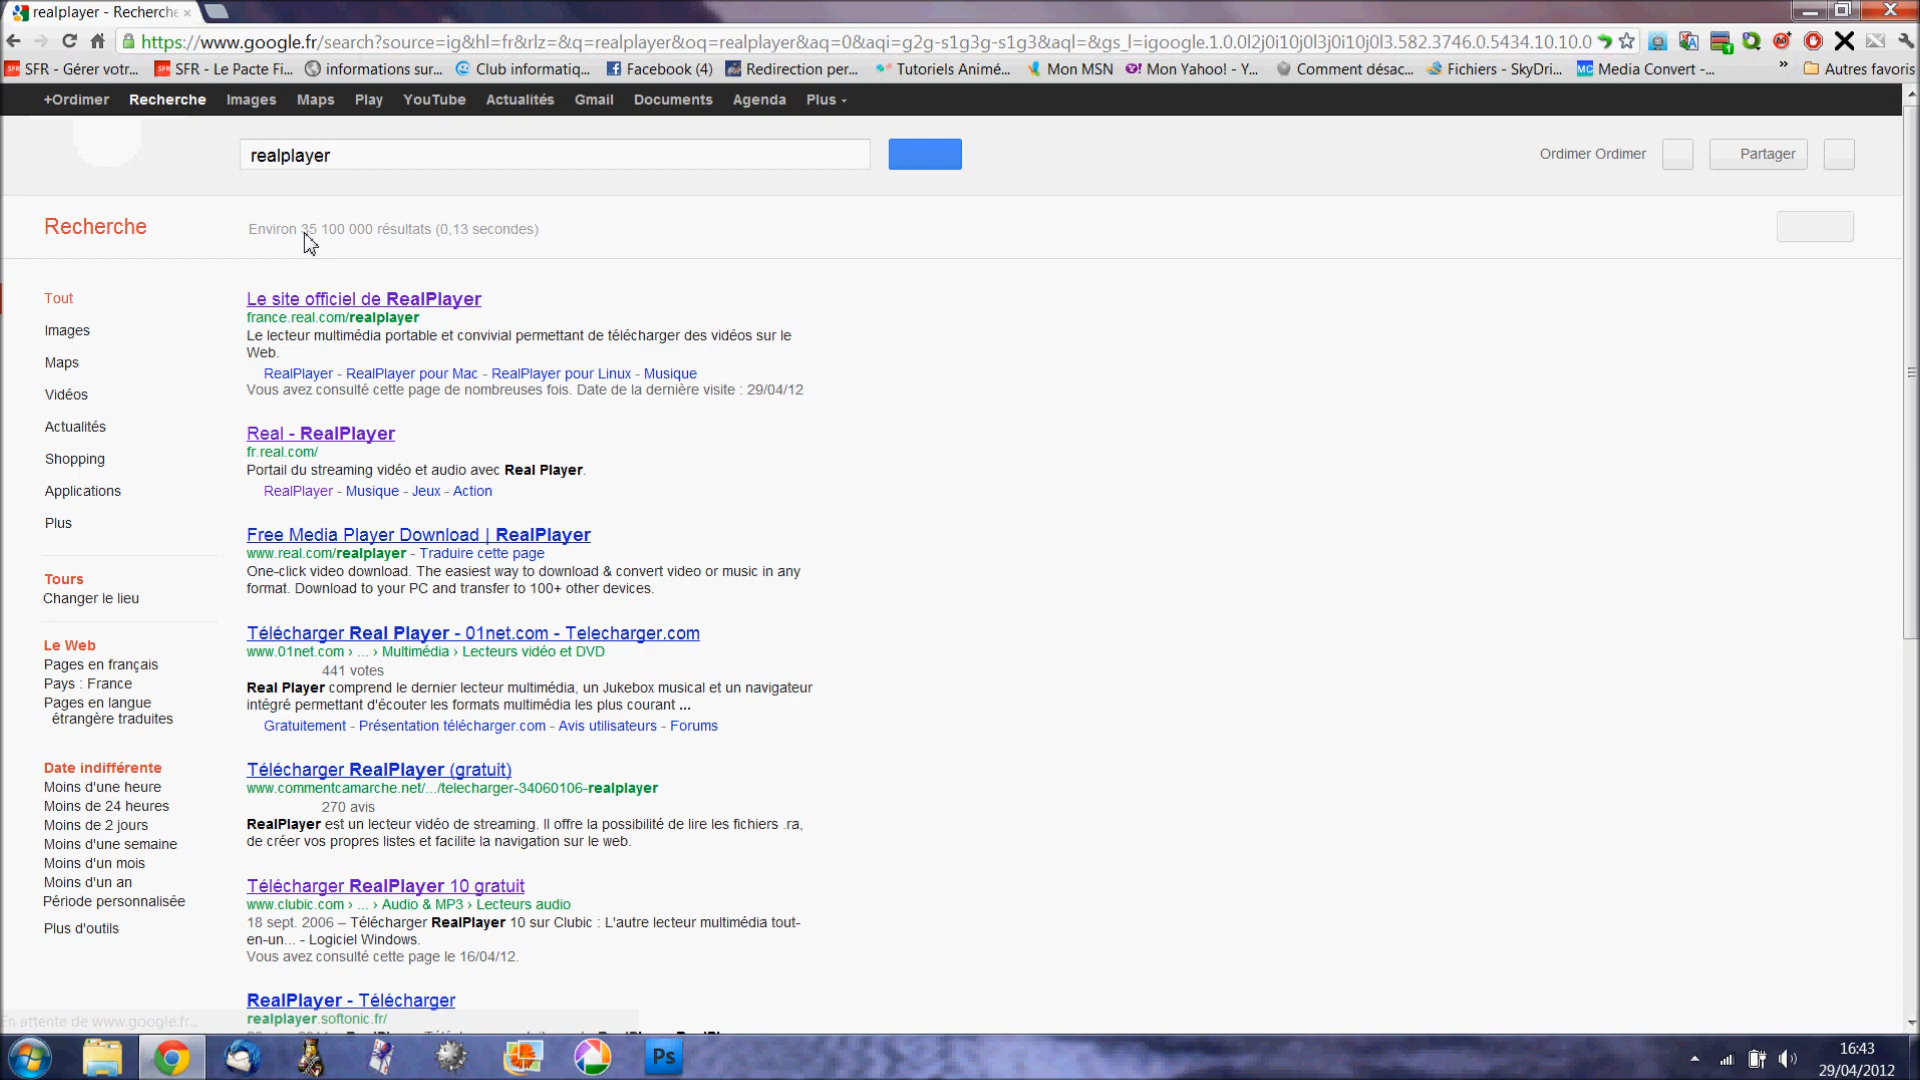 realplayer - Recherche
https://www.google.fr/search?source=ig&hl=fr&rlz=&q=realplayer&oq=realplayer&aq=0&aqi=g2g-s1g3g-s1g3&aql=&gs_l=igoogle.1.0.0l2j0i10j0l3j0i10j0l3.582.3746.0.5434.10.10.0
SFR - Gérer votr... SFR - Le Pacte Fi... informations sur... Club informatiq... Facebook (4) Redirection per... Tutoriels Animé... Mon MSN Mon Yahoo! - Y... Comment désac... Fichiers - SkyDri... Media Convert -... » Autres favoris
+Ordimer Recherche Images Maps Play YouTube Actualités Gmail Documents Agenda Plus
realplayer
Ordimer Ordimer Partager
Recherche
Environ 35 100 000 résultats (0,13 secondes)
Tout
Images
Maps
Vidéos
Actualités
Shopping
Applications
Plus
Tours
Changer le lieu
Le Web
Pages en français
Pays : France
Pages en langue
étrangère traduites
Date indifférente
Moins d'une heure
Moins de 24 heures
Moins de 2 jours
Moins d'une semaine
Moins d'un mois
Moins d'un an
Période personnalisée
Plus d'outils
Le site officiel de RealPlayer
france.real.com/realplayer
Le lecteur multimédia portable et convivial permettant de télécharger des vidéos sur le
Web.
RealPlayer - RealPlayer pour Mac - RealPlayer pour Linux - Musique
Vous avez consulté cette page de nombreuses fois. Date de la dernière visite : 29/04/12
Real - RealPlayer
fr.real.com/
Portail du streaming vidéo et audio avec Real Player.
RealPlayer - Musique - Jeux - Action
Free Media Player Download | RealPlayer
www.real.com/realplayer - Traduire cette page
One-click video download. The easiest way to download & convert video or music in any
format. Download to your PC and transfer to 100+ other devices.
Télécharger Real Player - 01net.com - Telecharger.com
www.01net.com › ... › Multimédia › Lecteurs vidéo et DVD
441 votes
Real Player comprend le dernier lecteur multimédia, un Jukebox musical et un navigateur
intégré permettant d'écouter les formats multimédia les plus courant ...
Gratuitement - Présentation télécharger.com - Avis utilisateurs - Forums
Télécharger RealPlayer (gratuit)
www.commentcamarche.net/.../telecharger-34060106-realplayer
270 avis
RealPlayer est un lecteur vidéo de streaming. Il offre la possibilité de lire les fichiers .ra,
de créer vos propres listes et facilite la navigation sur le web.
Télécharger RealPlayer 10 gratuit
www.clubic.com › ... › Audio & MP3 › Lecteurs audio
18 sept. 2006 – Télécharger RealPlayer 10 sur Clubic : L'autre lecteur multimédia tout-
en-un... - Logiciel Windows.
Vous avez consulté cette page le 16/04/12.
RealPlayer - Télécharger
realplayer.softonic.fr/
En attente de www.google.fr...
Ps
16:43
29/04/2012